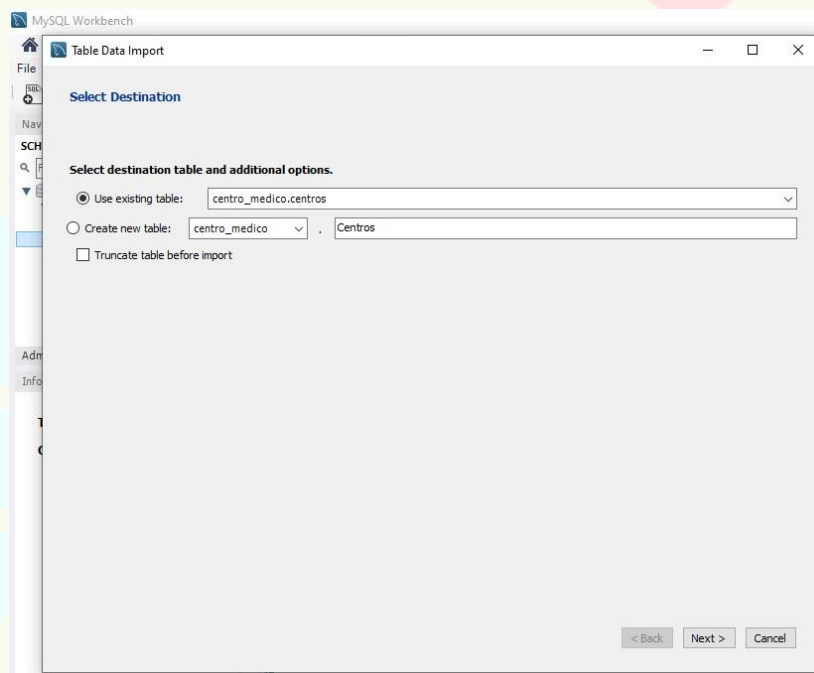 MySQL Workbench
Table Data Import
File
Select Destination
Nav
SCH
Select destination table and additional options.
Use existing table: centro_medico.centros
Create new table: centro_medico . Centros
Truncate table before import
Adm
Info
< Back Next > Cancel